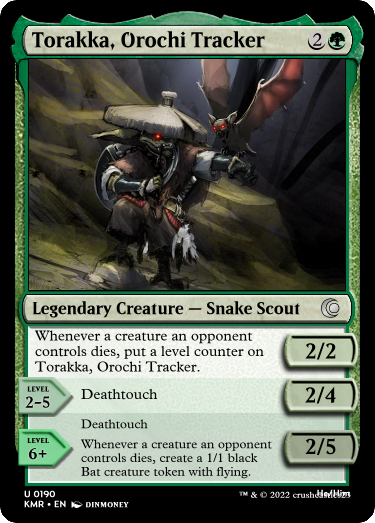 Torakka, Orochi Tracker 2
Legendary Creature — Snake Scout
Whenever a creature an opponent
controls dies, put a level counter on
Torakka, Orochi Tracker.
2/2
LEVEL
2-5
Deathtouch
2/4
LEVEL
6+
Deathtouch
Whenever a creature an opponent
controls dies, create a 1/1 black
Bat creature token with flying.
2/5
U 0190
KMR • EN DINMONEY
™ & © 2022